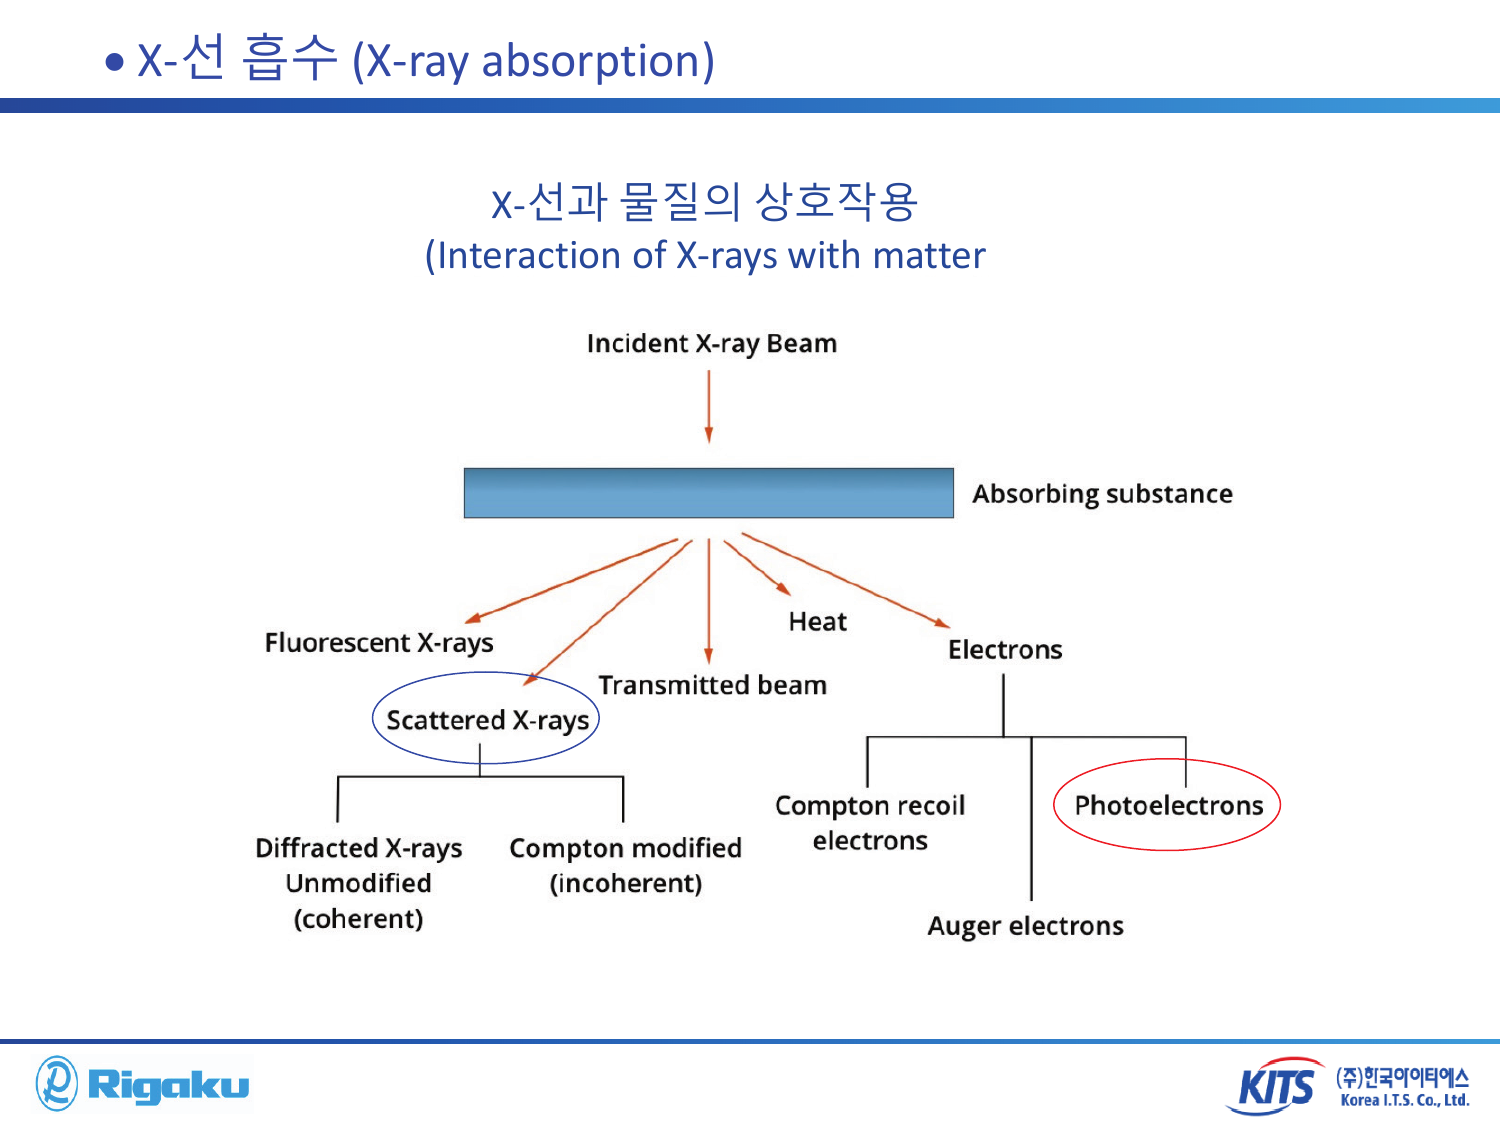 • X-선 흡수 (X-ray absorption)
X-선과 물질의 상호작용
(Interaction of X-rays with matter
Incident X-ray Beam
Absorbing substance
Heat
Fluorescent X-rays
Electrons
Transmitted beam
Scattered X-rays
Compton recoil
electrons
Photoelectrons
Diffracted X-rays
Unmodified
(coherent)
Compton modified
(incoherent)
Auger electrons
Rigaku
KITS
(주)한국아이티에스
Korea I.T.S. Co., Ltd.